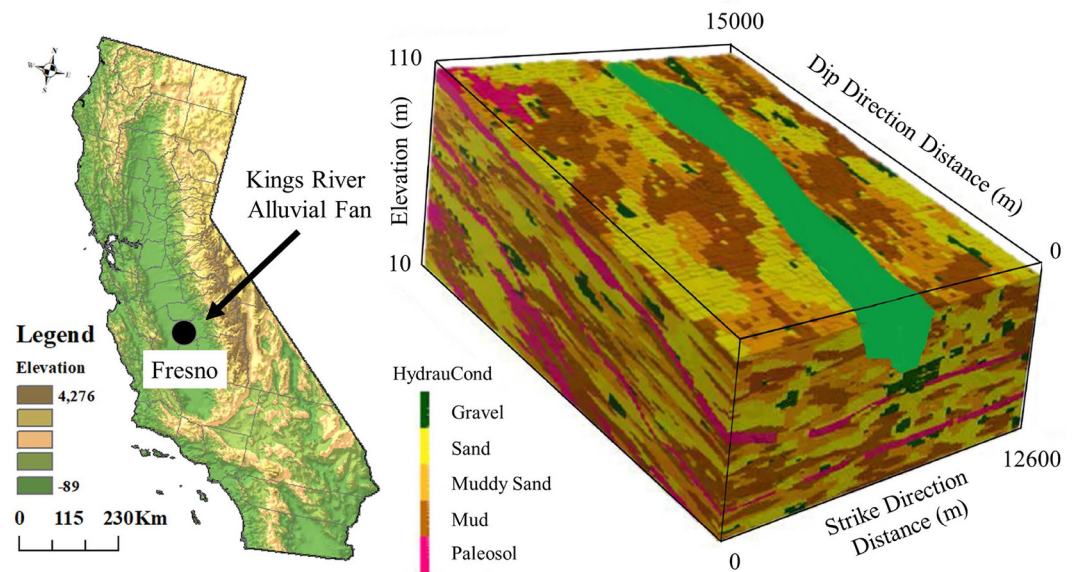 N
W
E
S
Kings River
Alluvial Fan
Fresno
Legend
Elevation
4,276
-89
0 115 230Km
15000
110
Dip Direction Distance (m)
Elevation (m)
10
0
HydrauCond
Gravel
Sand
Muddy Sand
Mud
Paleosol
12600
Strike Direction
Distance (m)
0